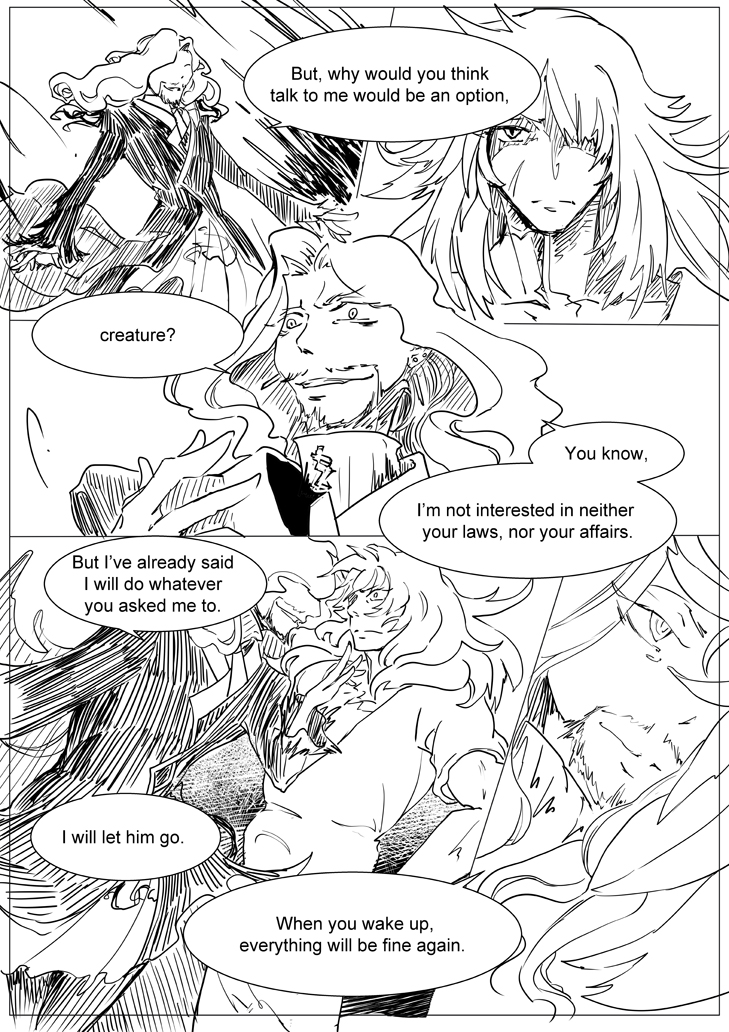 But, why would you think
talk to me would be an option,
creature?
You know,
I'm not interested in neither
your laws, nor your affairs.
But I've already said
I will do whatever
you asked me to.
I will let him go.
When you wake up,
everything will be fine again.